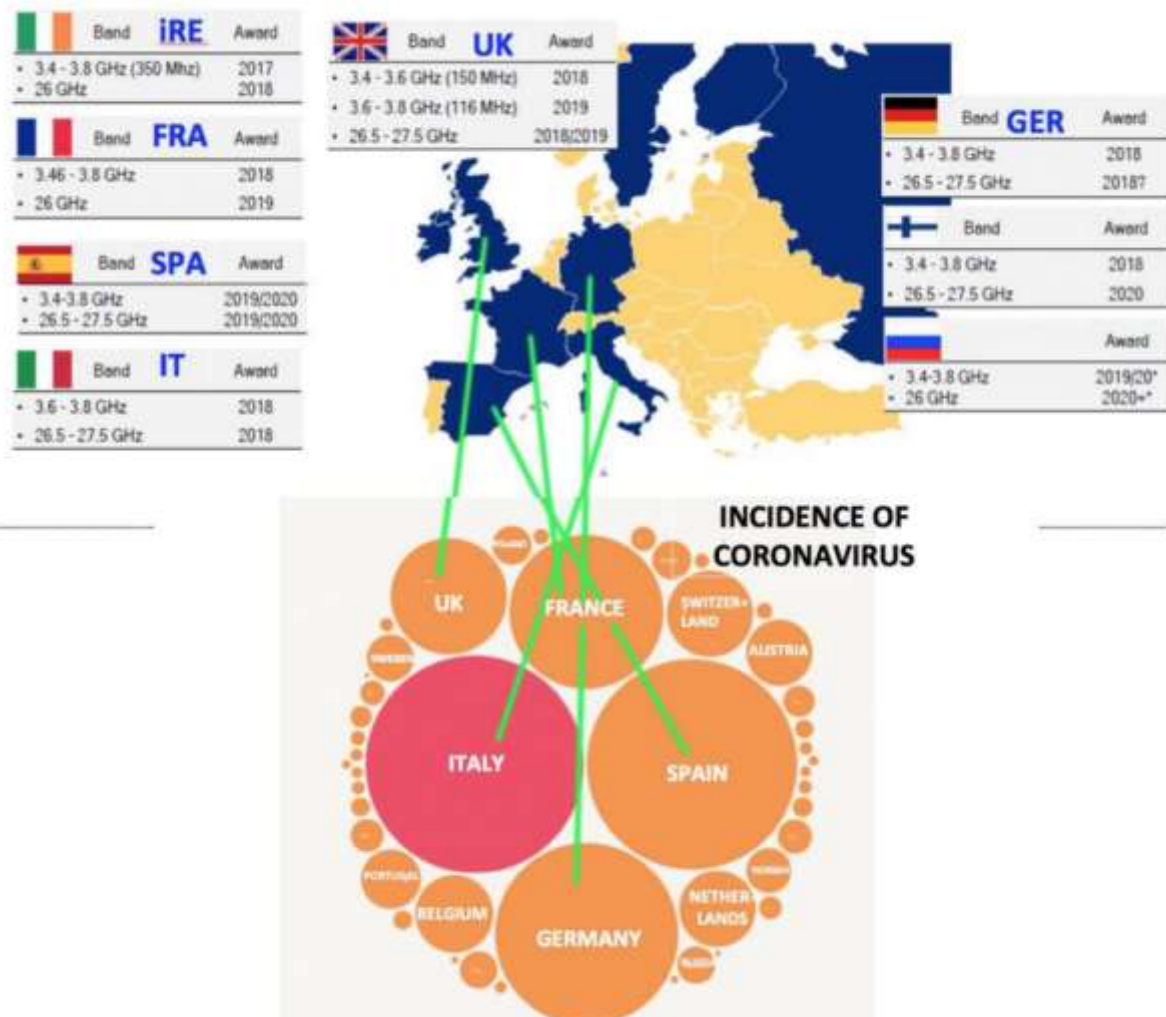 Band iRE Award
• 3.4 - 3.8 GHz (350 Mhz) 2017
• 26 GHz 2018
Band UK Award
• 3.4 - 3.6 GHz (150 MHz) 2018
• 3.6 - 3.8 GHz (116 MHz) 2019
• 26.5 - 27.5 GHz 2018/2019
Band FRA Award
• 3.46 - 3.8 GHz 2018
• 26 GHz 2019
Band SPA Award
• 3.4-3.8 GHz 2019/2020
• 26.5 - 27.5 GHz 2019/2020
Band IT Award
• 3.6 - 3.8 GHz 2018
• 26.5 - 27.5 GHz 2018
Band GER Award
• 3.4 - 3.8 GHz 2018
• 26.5 - 27.5 GHz 2018?
Band Award
• 3.4 - 3.8 GHz 2018
• 26.5 - 27.5 GHz 2020
Award
• 3.4-3.8 GHz 2019/20*
• 26 GHz 2020+*
INCIDENCE OF
CORONAVIRUS
UK
FRANCE
SWITZER-
LAND
AUSTRIA
SWEDEN
ITALY
SPAIN
PORTUGAL
BELGIUM
NETHER-
LANDS
GERMANY